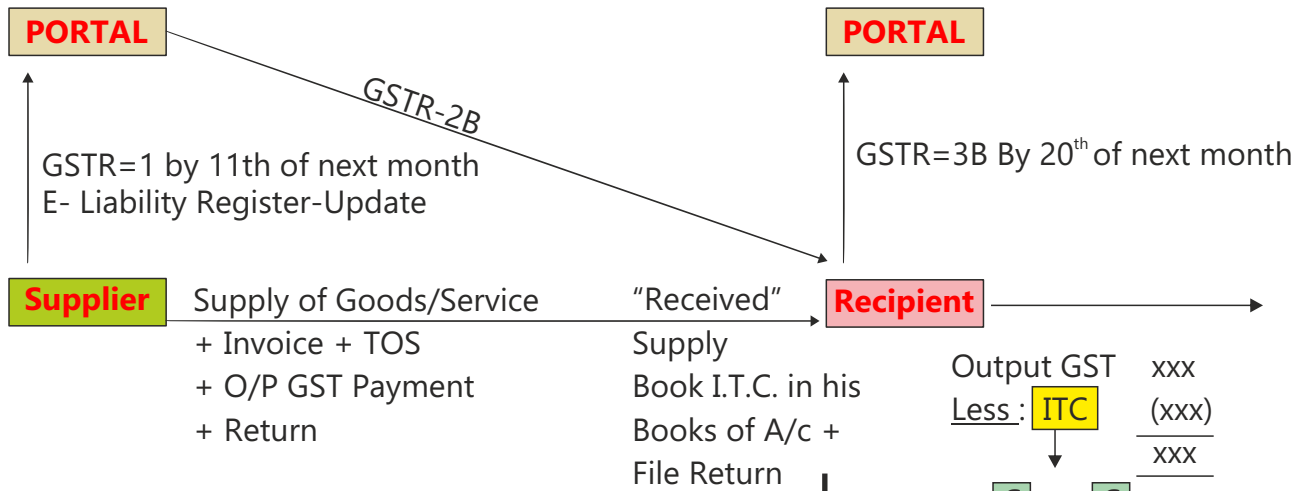 PORTAL
PORTAL
GSTR-2B
GSTR=1 by 11th of next month
E- Liability Register-Update
GSTR=3B By 20th of next month
Supplier
Supply of Goods/Service
+ Invoice + TOS
+ O/P GST Payment
+ Return
“Received”
Supply
Book I.T.C. in his
Books of A/c +
File Return
Recipient
Output GST xxx
Less : ITC (xxx)
xxx